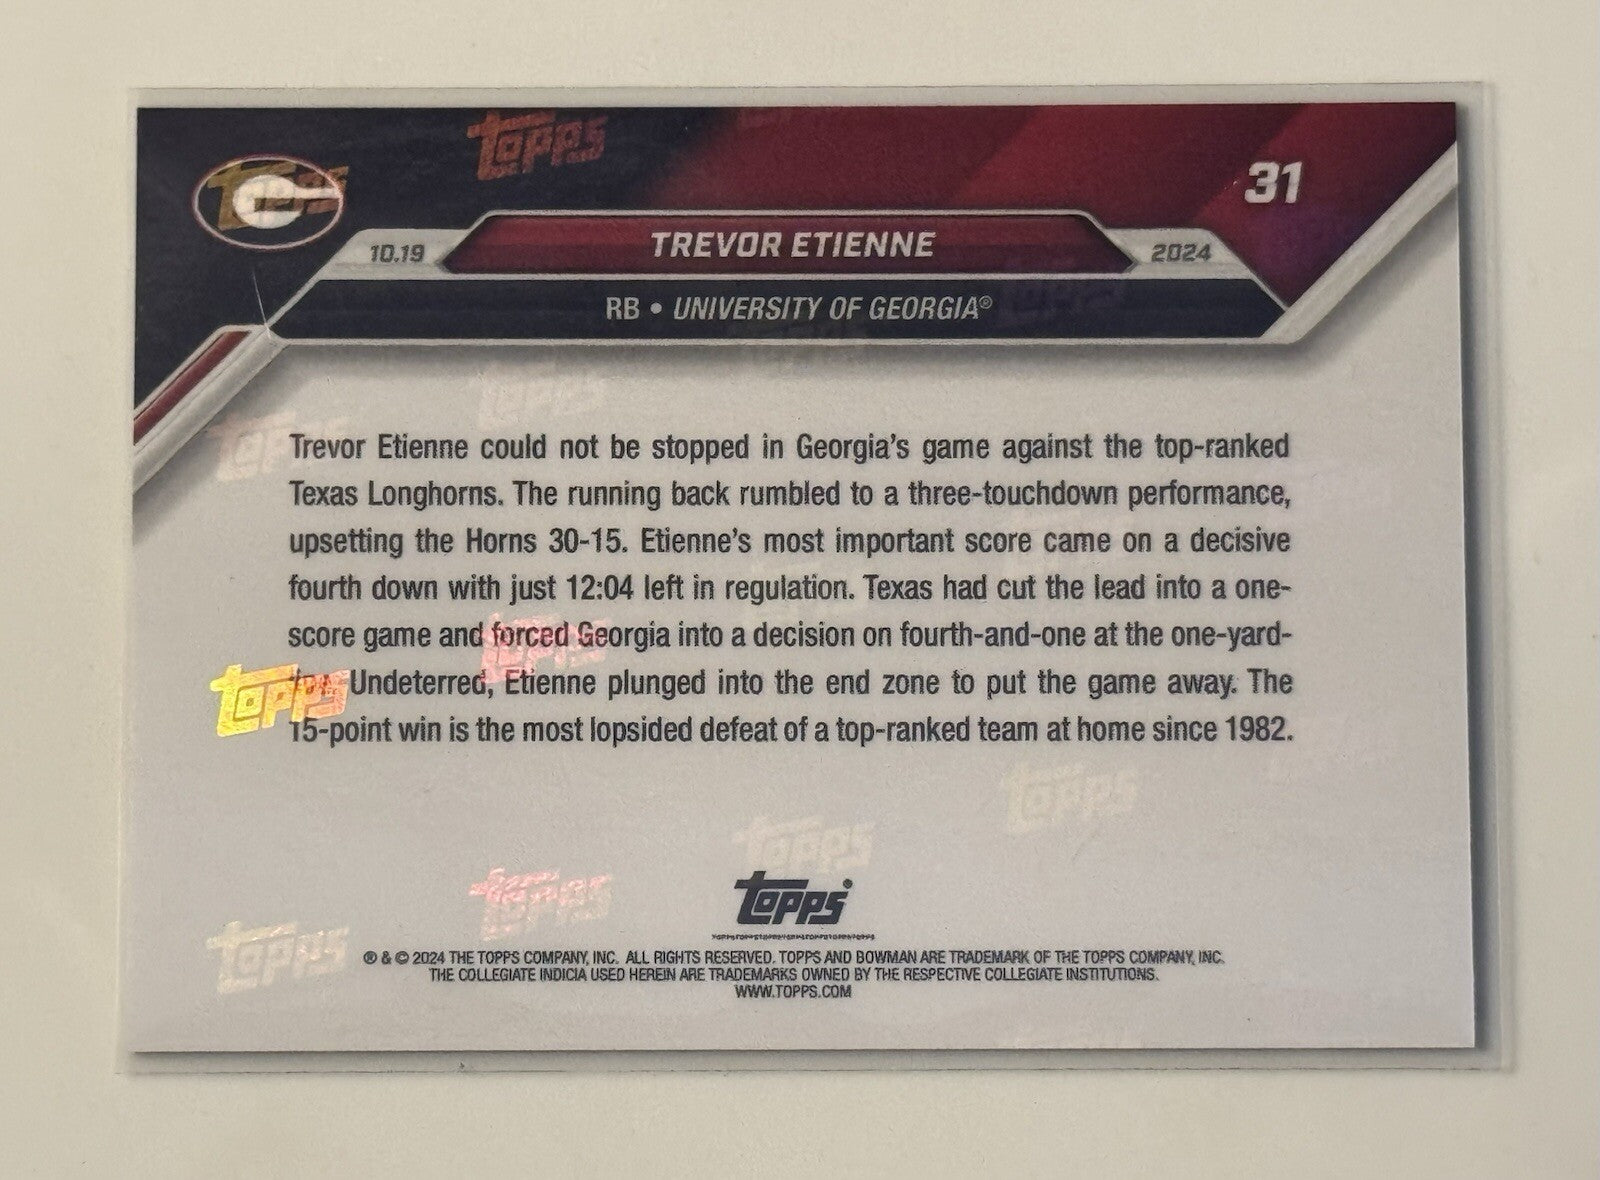 Topps
31
10.19 TREVOR ETIENNE 2024
RB • UNIVERSITY OF GEORGIA®
Trevor Etienne could not be stopped in Georgia's game against the top-ranked
Texas Longhorns. The running back rumbled to a three-touchdown performance,
upsetting the Horns 30-15. Etienne's most important score came on a decisive
fourth down with just 12:04 left in regulation. Texas had cut the lead into a one-
score game and forced Georgia into a decision on fourth-and-one at the one-yard-
Undeterred, Etienne plunged into the end zone to put the game away. The
15-point win is the most lopsided defeat of a top-ranked team at home since 1982.
Topps®
® & © 2024 THE TOPPS COMPANY, INC. ALL RIGHTS RESERVED. TOPPS AND BOWMAN ARE TRADEMARK OF THE TOPPS COMPANY, INC.
THE COLLEGIATE INDICIA USED HEREIN ARE TRADEMARKS OWNED BY THE RESPECTIVE COLLEGIATE INSTITUTIONS.
WWW.TOPPS.COM